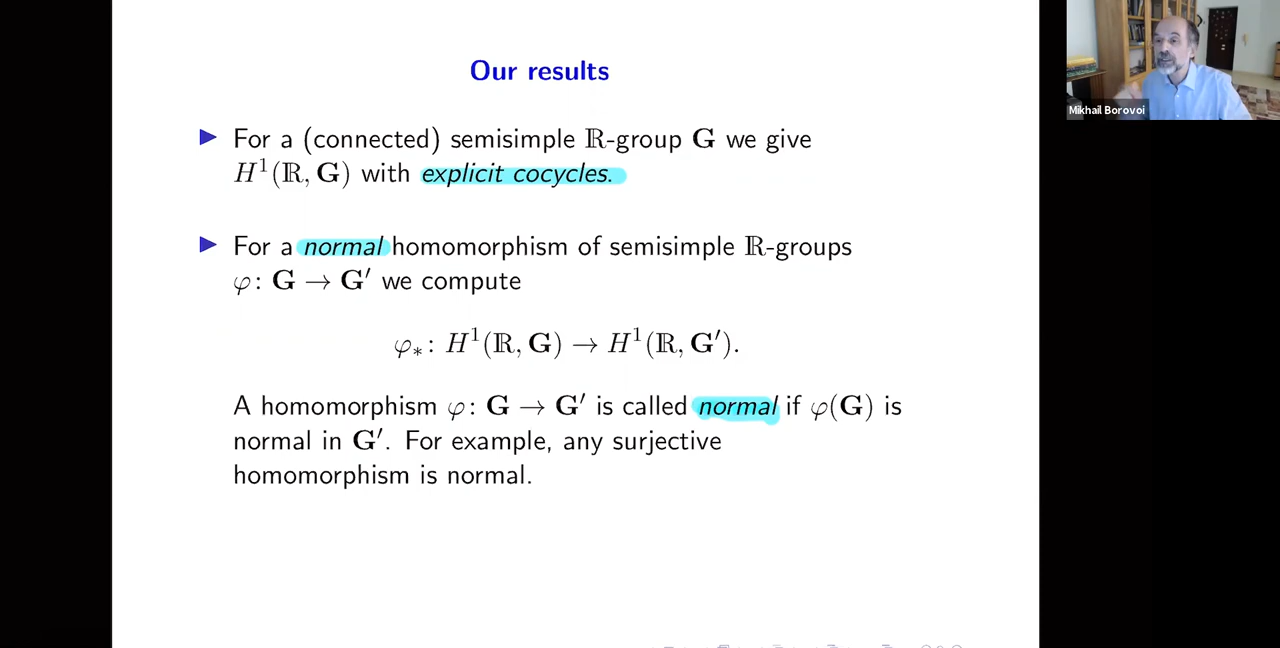 Our results
▶ For a (connected) semisimple ℝ-group G we give
H¹(ℝ, G) with explicit cocycles.
▶ For a normal homomorphism of semisimple ℝ-groups
φ: G → G′ we compute
φ∗: H¹(ℝ, G) → H¹(ℝ, G′).
A homomorphism φ: G → G′ is called normal if φ(G) is
normal in G′. For example, any surjective
homomorphism is normal.
Mikhail Borovoi